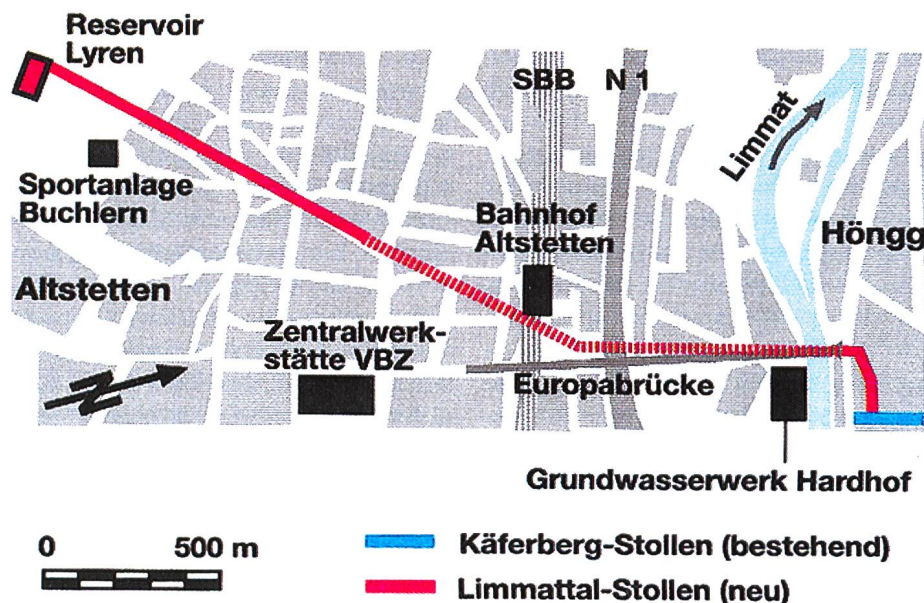 Reservoir
Lyren
SBB
N 1
Limmat
Sportanlage
Buchlern
Bahnhof
Altstetten
Höngg
Altstetten
Zentralwerk-
stätte VBZ
Europabrücke
N
Grundwasserwerk Hardhof
0 500 m
Käferberg-Stollen (bestehend)
Limmattal-Stollen (neu)